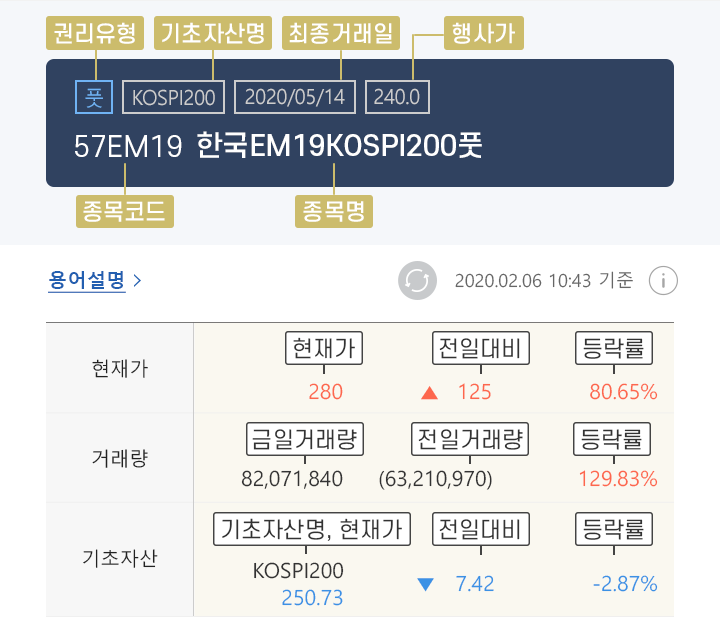 권리유형 기초자산명 최종거래일 행사가
풋 KOSPI200 2020/05/14 240.0
57EM19 한국EM19KOSPI200풋
종목코드 종목명
용어설명 > 2020.02.06 10:43 기준 i
현재가 전일대비 등락률
현재가
280 ▲ 125 80.65%
금일거래량 전일거래량 등락률
거래량
82,071,840 (63,210,970) 129.83%
기초자산명, 현재가 전일대비 등락률
기초자산
KOSPI200
250.73 ▼ 7.42 -2.87%